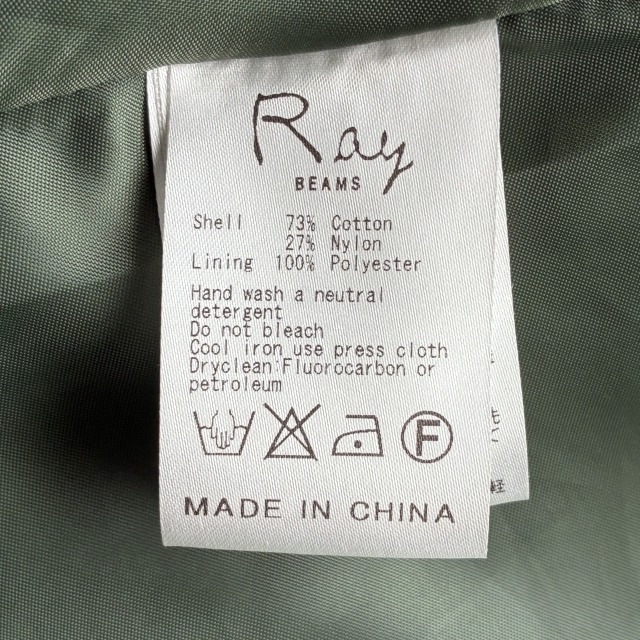 Ray
BEAMS
Shell 73% Cotton
27% Nylon
Lining 100% Polyester
Hand wash a neutral
detergent
Do not bleach
Cool iron use press cloth
Dryclean:Fluorocarbon or
petroleum
F
MADE IN CHINA
軽